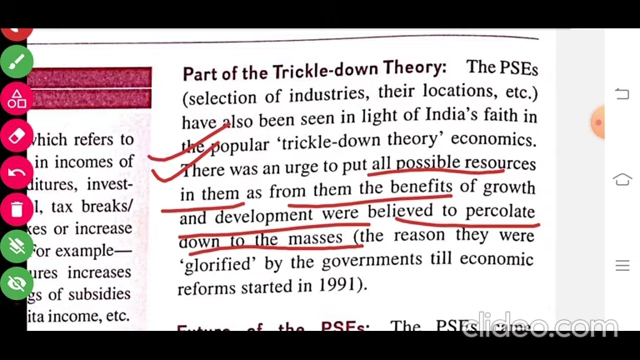 Part of the Trickle-down Theory: The PSEs
(selection of industries, their locations, etc.)
have also been seen in light of India's faith in
the popular 'trickle-down theory' economics.
There was an urge to put all possible resources
in them as from them the benefits of growth
and development were believed to percolate
down to the masses (the reason they were
'glorified' by the governments till economic
reforms started in 1991).
Future of the PSEs: The PSEs came
which refers to
in incomes of
ditures, invest-
l, tax breaks/
xes or increase
For example—
ures increases
gs of subsidies
ita income, etc.
clideo.com